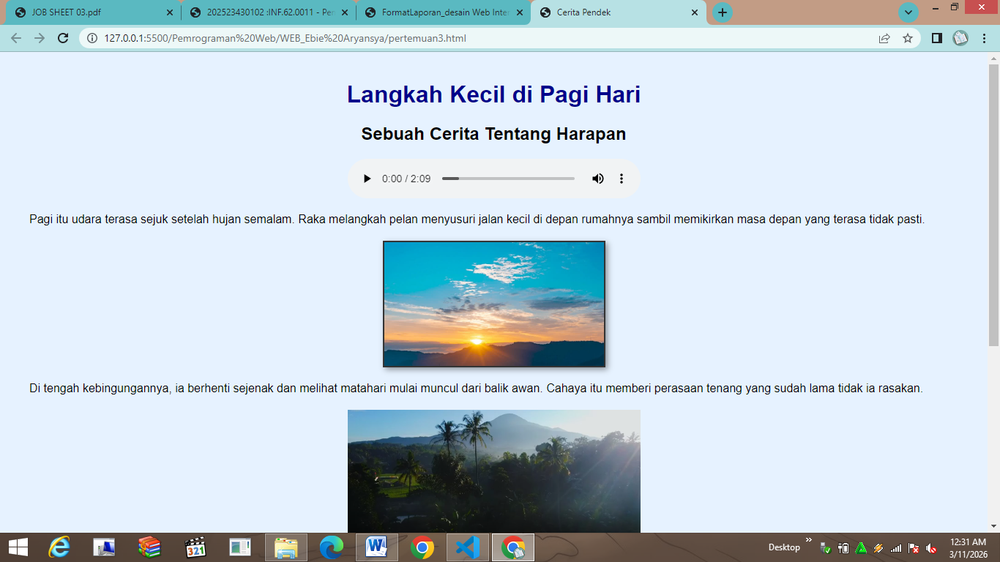 JOB SHEET 03.pdf
202523430102 :INF.62.0011 - Per
FormatLaporan_desain Web Inter
Cerita Pendek
127.0.0.1:5500/Pemrograman%20Web/WEB_Ebie%20Aryansya/pertemuan3.html
Langkah Kecil di Pagi Hari
Sebuah Cerita Tentang Harapan
0:00 / 2:09
Pagi itu udara terasa sejuk setelah hujan semalam. Raka melangkah pelan menyusuri jalan kecil di depan rumahnya sambil memikirkan masa depan yang terasa tidak pasti.
Di tengah kebingungannya, ia berhenti sejenak dan melihat matahari mulai muncul dari balik awan. Cahaya itu memberi perasaan tenang yang sudah lama tidak ia rasakan.
321
Desktop
12:31 AM
3/11/2026